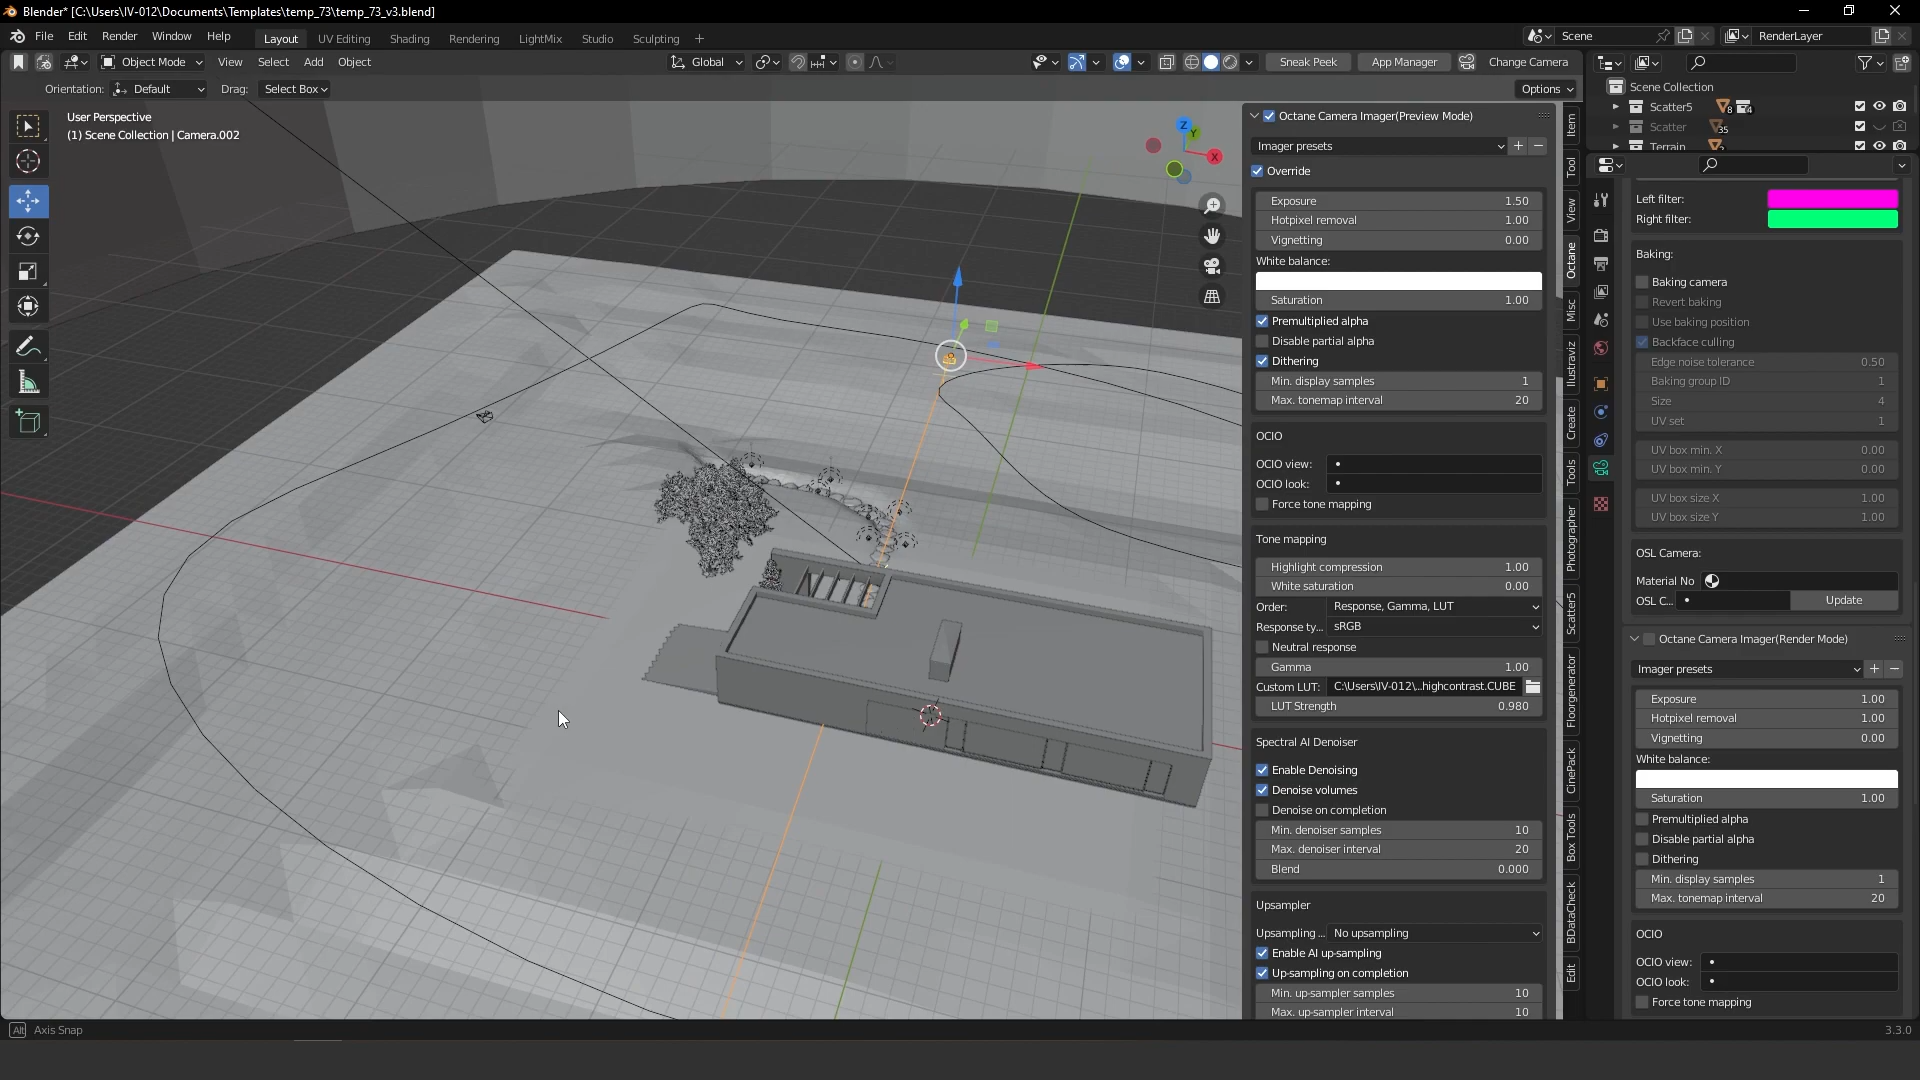 Blender* [C:\Users\IV-012\Documents\Templates\temp_73\temp_73_v3.blend]
File Edit Render Window Help Layout UV Editing Shading Rendering LightMix Studio Sculpting + Scene RenderLayer
Object Mode View Select Add Object Global Sneak Peek App Manager Change Camera
Orientation: Default Drag: Select Box Options
User Perspective
(1) Scene Collection | Camera.002
Z
Y
X
Octane Camera Imager(Preview Mode)
Imager presets
Override
Exposure 1.50
Hotpixel removal 1.00
Vignetting 0.00
White balance:
Saturation 1.00
Premultiplied alpha
Disable partial alpha
Dithering
Min. display samples 1
Max. tonemap interval 20
OCIO
OCIO view:
OCIO look:
Force tone mapping
Tone mapping
Highlight compression 1.00
White saturation 0.00
Order: Response, Gamma, LUT
Response ty... sRGB
Neutral response
Gamma 1.00
Custom LUT: C:\Users\IV-012\...highcontrast.CUBE
LUT Strength 0.980
Spectral AI Denoiser
Enable Denoising
Denoise volumes
Denoise on completion
Min. denoiser samples 10
Max. denoiser interval 20
Blend 0.000
Upsampler
Upsampling ... No upsampling
Enable AI up-sampling
Up-sampling on completion
Min. up-sampler samples 10
Max. up-sampler interval 10
Item
Tool
View
Octane
Misc
Illustraviz
Create
Tools
Photographer
Scatter5
Floorgenerator
CinePack
Box Tools
BDataCheck
Edit
Scene Collection
Scatter5 8 4
Scatter 35
Terrain 2
Left filter:
Right filter:
Baking:
Baking camera
Revert baking
Use baking position
Backface culling
Edge noise tolerance 0.50
Baking group ID 1
Size 4
UV set 1
UV box min. X 0.00
UV box min. Y 0.00
UV box size X 1.00
UV box size Y 1.00
OSL Camera:
Material No
OSL C... Update
Octane Camera Imager(Render Mode)
Imager presets
Exposure 1.00
Hotpixel removal 1.00
Vignetting 0.00
White balance:
Saturation 1.00
Premultiplied alpha
Disable partial alpha
Dithering
Min. display samples 1
Max. tonemap interval 20
OCIO
OCIO view:
OCIO look:
Force tone mapping
Alt Axis Snap 3.3.0